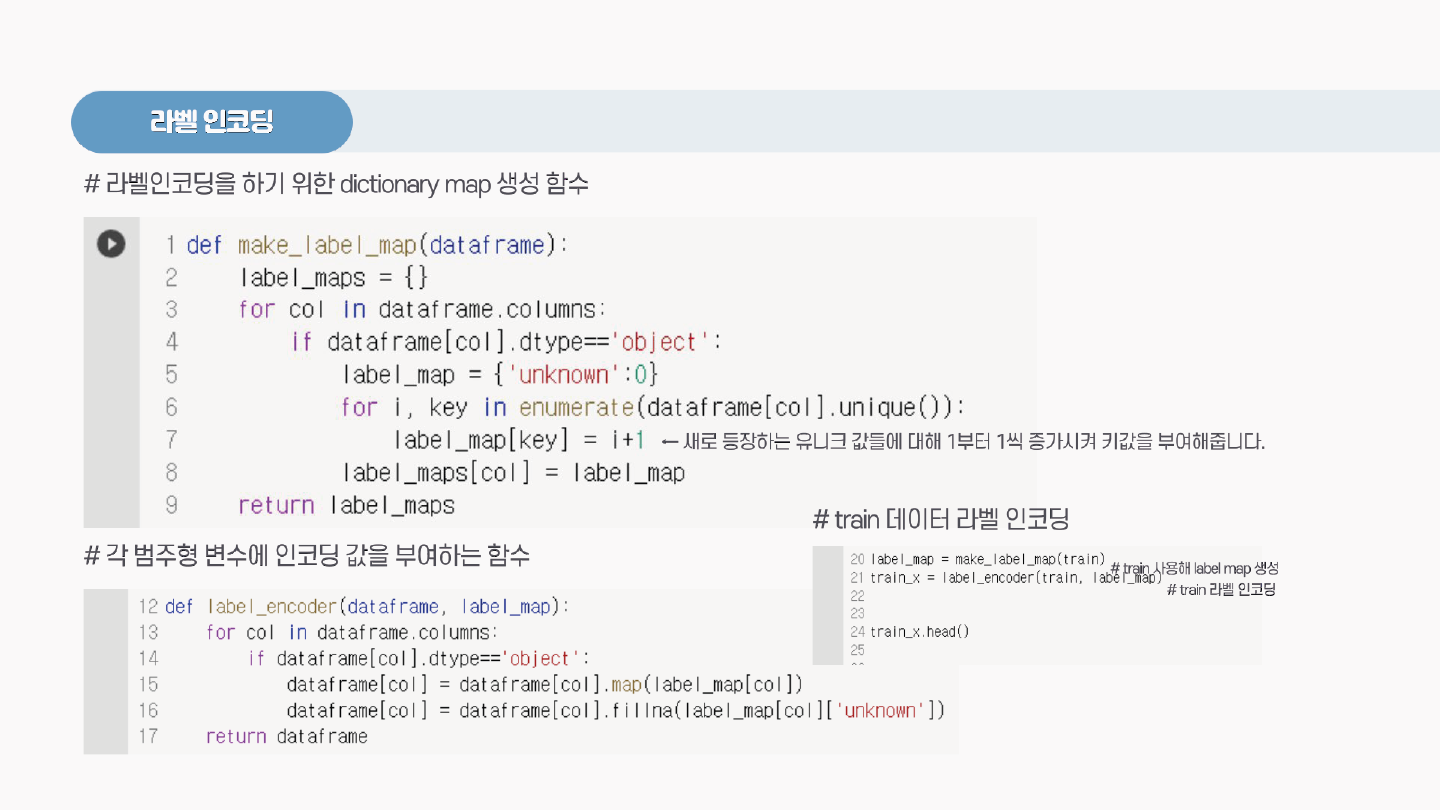 라벨 인코딩
# 라벨인코딩을 하기 위한 dictionary map 생성 함수
1 def make_label_map(dataframe):
2 label_maps = {}
3 for col in dataframe.columns:
4 if dataframe[col].dtype=='object':
5 label_map = {'unknown':0}
6 for i, key in enumerate(dataframe[col].unique()):
7 label_map[key] = i+1 ← 새로 등장하는 유니크 값들에 대해 1부터 1씩 증가시켜 키값을 부여해줍니다.
8 label_maps[col] = label_map
9 return label_maps
# 각 범주형 변수에 인코딩 값을 부여하는 함수
12 def label_encoder(dataframe, label_map):
13 for col in dataframe.columns:
14 if dataframe[col].dtype=='object':
15 dataframe[col] = dataframe[col].map(label_map[col])
16 dataframe[col] = dataframe[col].fillna(label_map[col]['unknown'])
17 return dataframe
# train 데이터 라벨 인코딩
20 label_map = make_label_map(train) # train 사용해 label map 생성
21 train_x = label_encoder(train, label_map)
# train 라벨 인코딩
22
23
24 train_x.head()
25